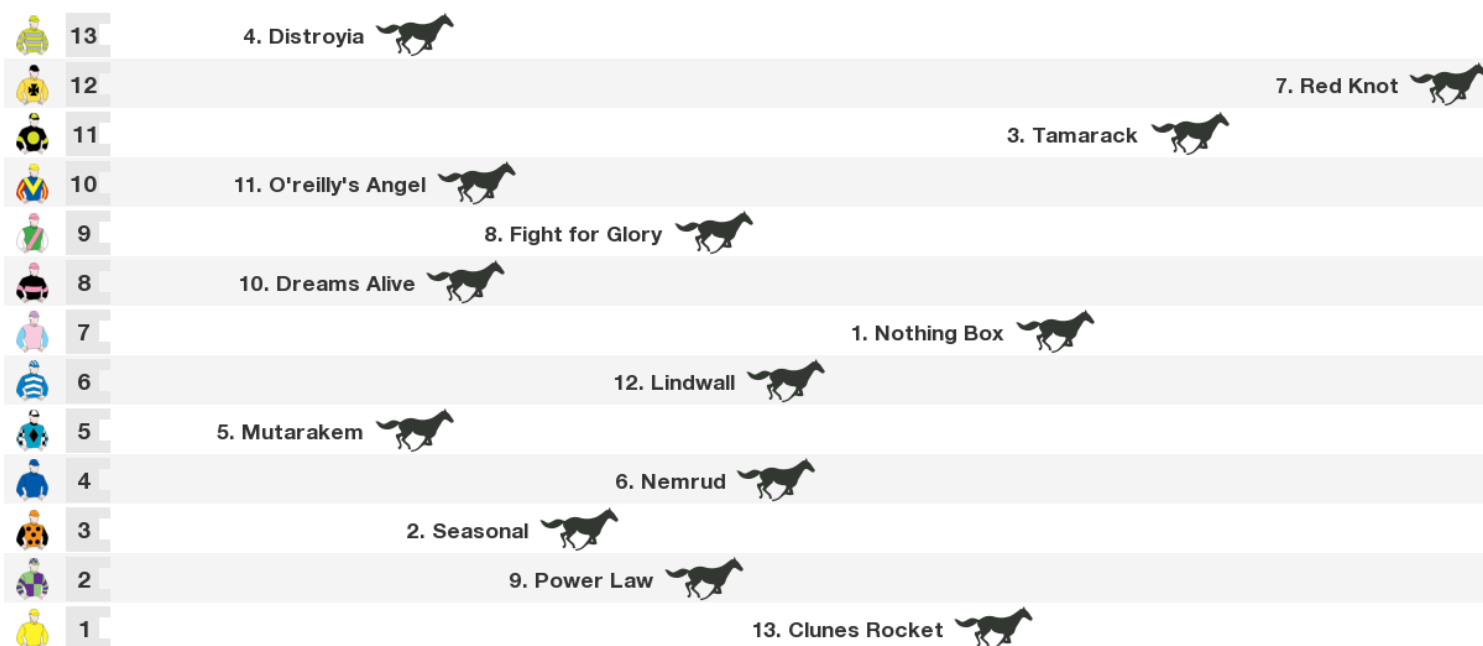 13 4. Distroyia
12 7. Red Knot
11 3. Tamarack
10 11. O'reilly's Angel
9 8. Fight for Glory
8 10. Dreams Alive
7 1. Nothing Box
6 12. Lindwall
5 5. Mutarakem
4 6. Nemrud
3 2. Seasonal
2 9. Power Law
1 13. Clunes Rocket